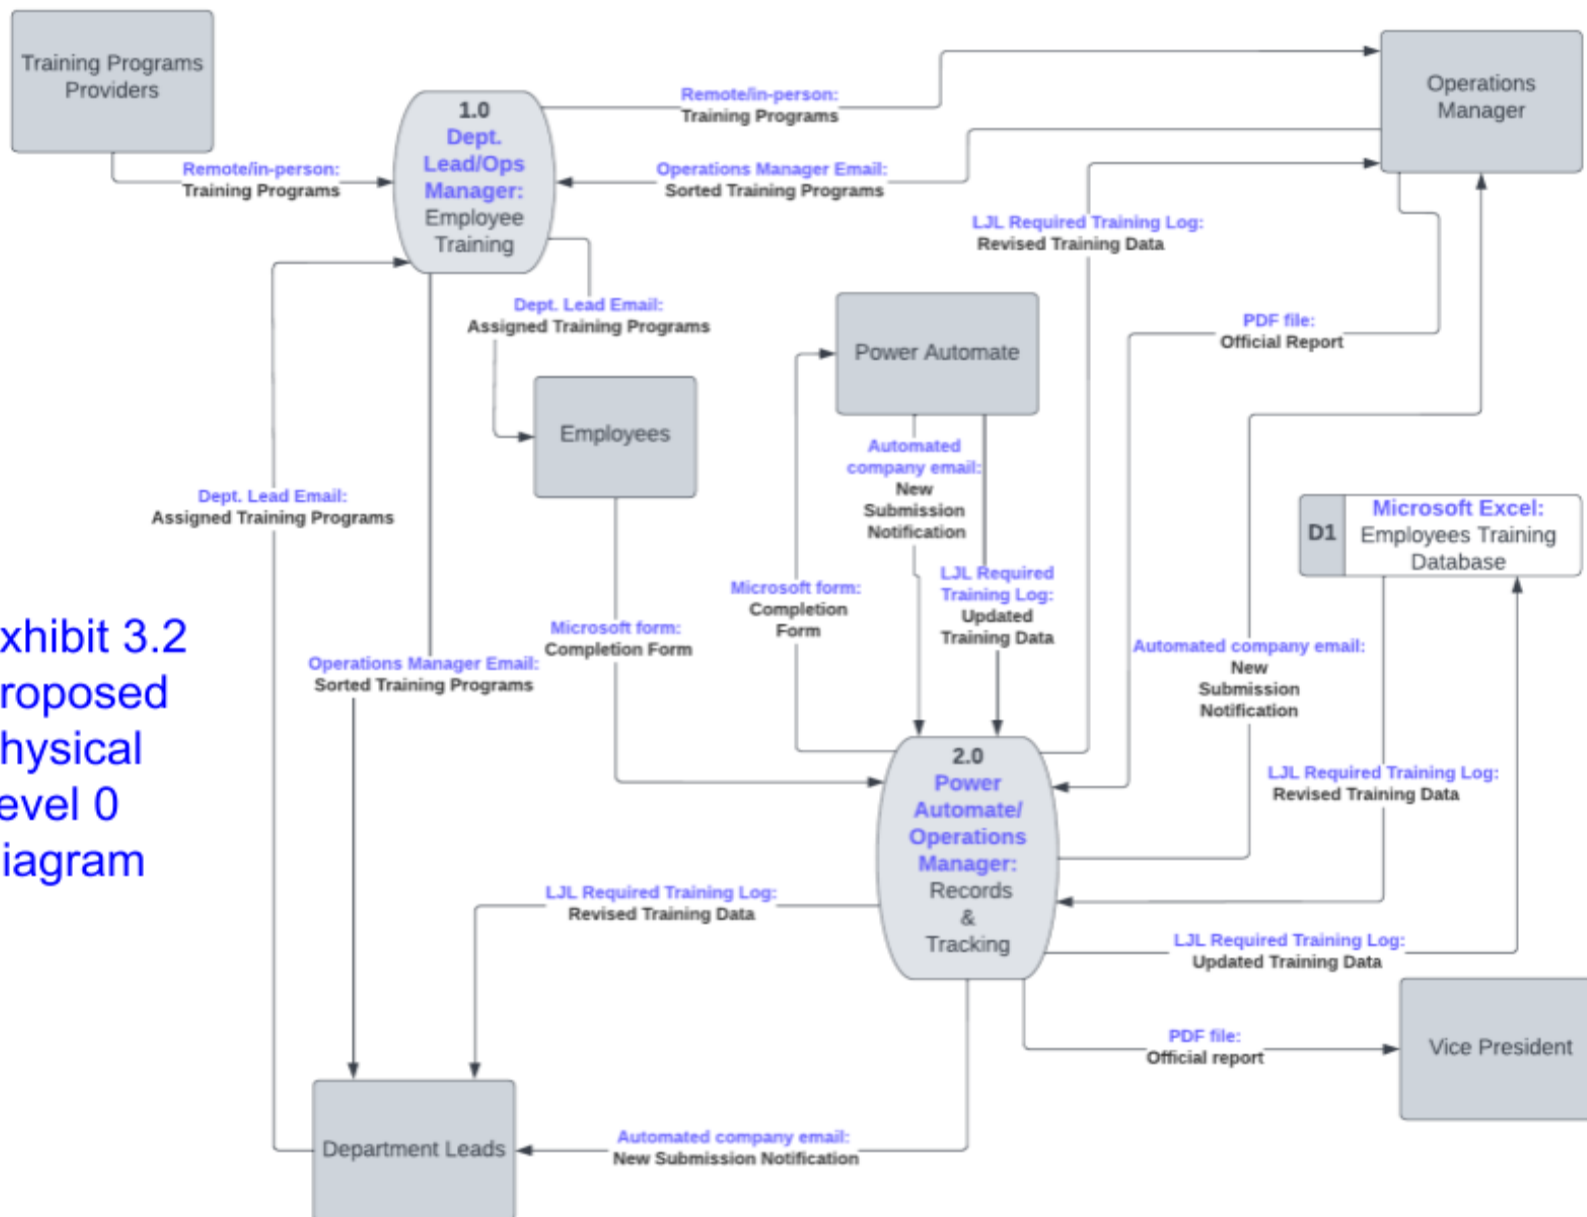 Training Programs
Providers
Operations
Manager
1.0
Dept.
Lead/Ops
Manager:
Employee
Training
Remote/in-person:
Training Programs
Remote/in-person:
Training Programs
Operations Manager Email:
Sorted Training Programs
LJL Required Training Log:
Revised Training Data
Dept. Lead Email:
Assigned Training Programs
Power Automate
PDF file:
Official Report
Employees
Automated
company email:
New
Submission
Notification
Dept. Lead Email:
Assigned Training Programs
D1
Microsoft Excel:
Employees Training
Database
Microsoft form:
Completion
Form
LJL Required
Training Log:
Updated
Training Data
Microsoft form:
Completion Form
Operations Manager Email:
Sorted Training Programs
Automated company email:
New
Submission
Notification
xhibit 3.2
roposed
hysical
evel 0
iagram
2.0
Power
Automate/
Operations
Manager:
Records
&
Tracking
LJL Required Training Log:
Revised Training Data
LJL Required Training Log:
Revised Training Data
LJL Required Training Log:
Updated Training Data
PDF file:
Official report
Vice President
Department Leads
Automated company email:
New Submission Notification